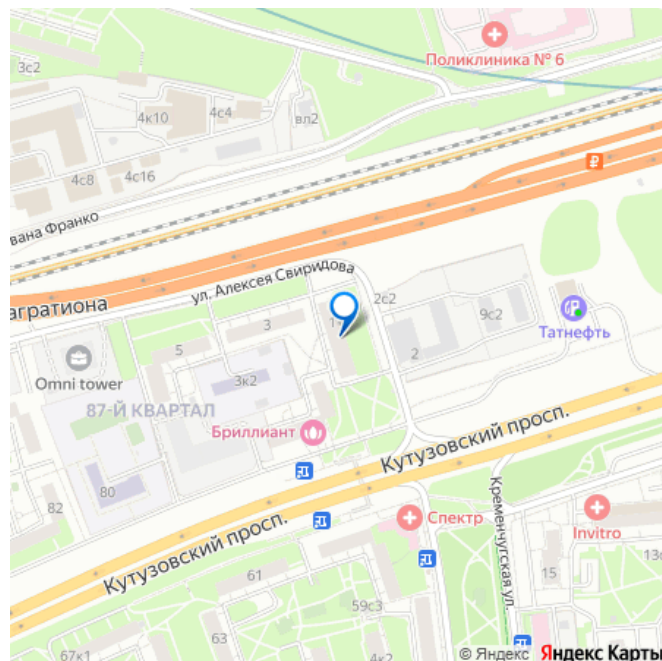 Поликлиника № 6
3с2
4к10
4с4
вл2
4с8
4с16
вана Франко
₽
ул. Алексея Свиридова
агратиона
2с2
3
5
2
9с2
Татнефть
Omni tower
3к2
87-Й КВАРТАЛ
Бриллиант
Кутузовский просп.
82
80
Кутузовский просп.
Спектр
Кременчугская ул.
Invitro
61
15
59с3
63
67к1
4к2
© Яндекс Яндекс Карты